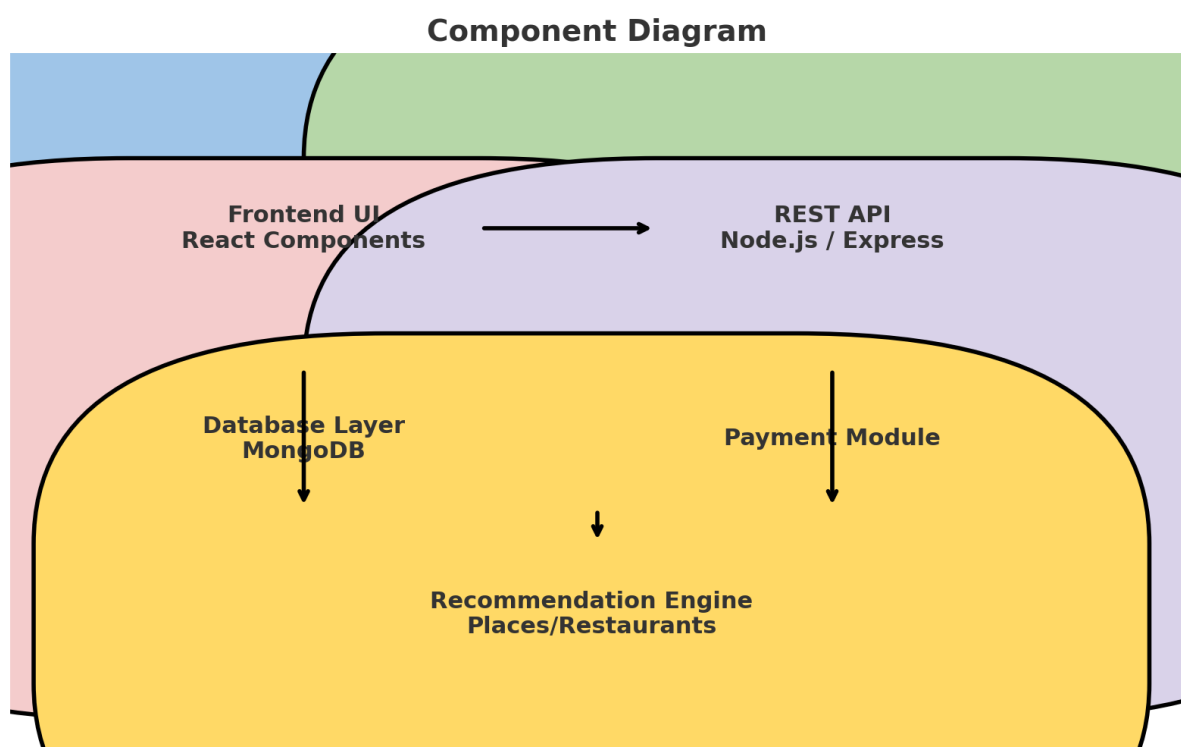 Component Diagram
Frontend UI
React Components
REST API
Node.js / Express
Database Layer
MongoDB
Payment Module
Recommendation Engine
Places/Restaurants